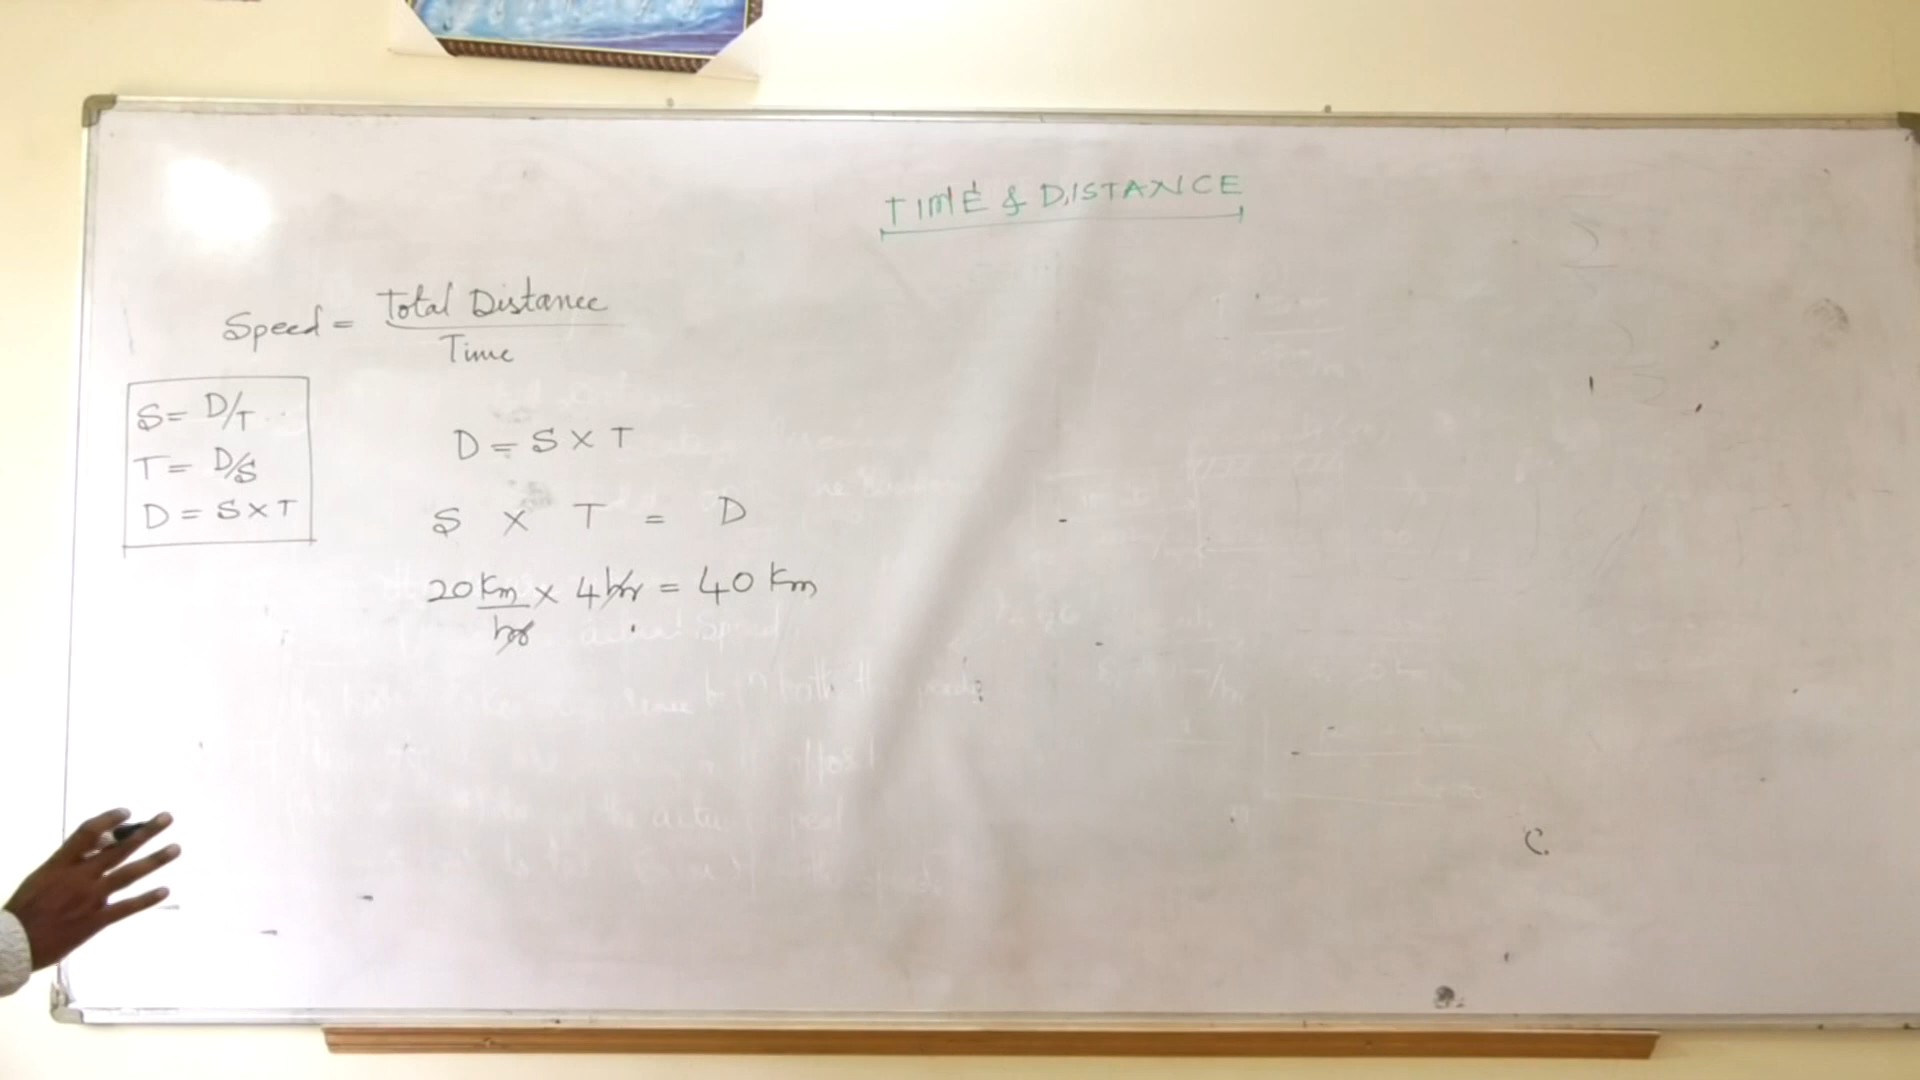 TIME & DISTANCE
Speed = Total Distance / Time
S = D/T
T = D/S
D = S X T
D = S X T
S X T = D
20 Km/hr X 4 hr = 40 Km
C.